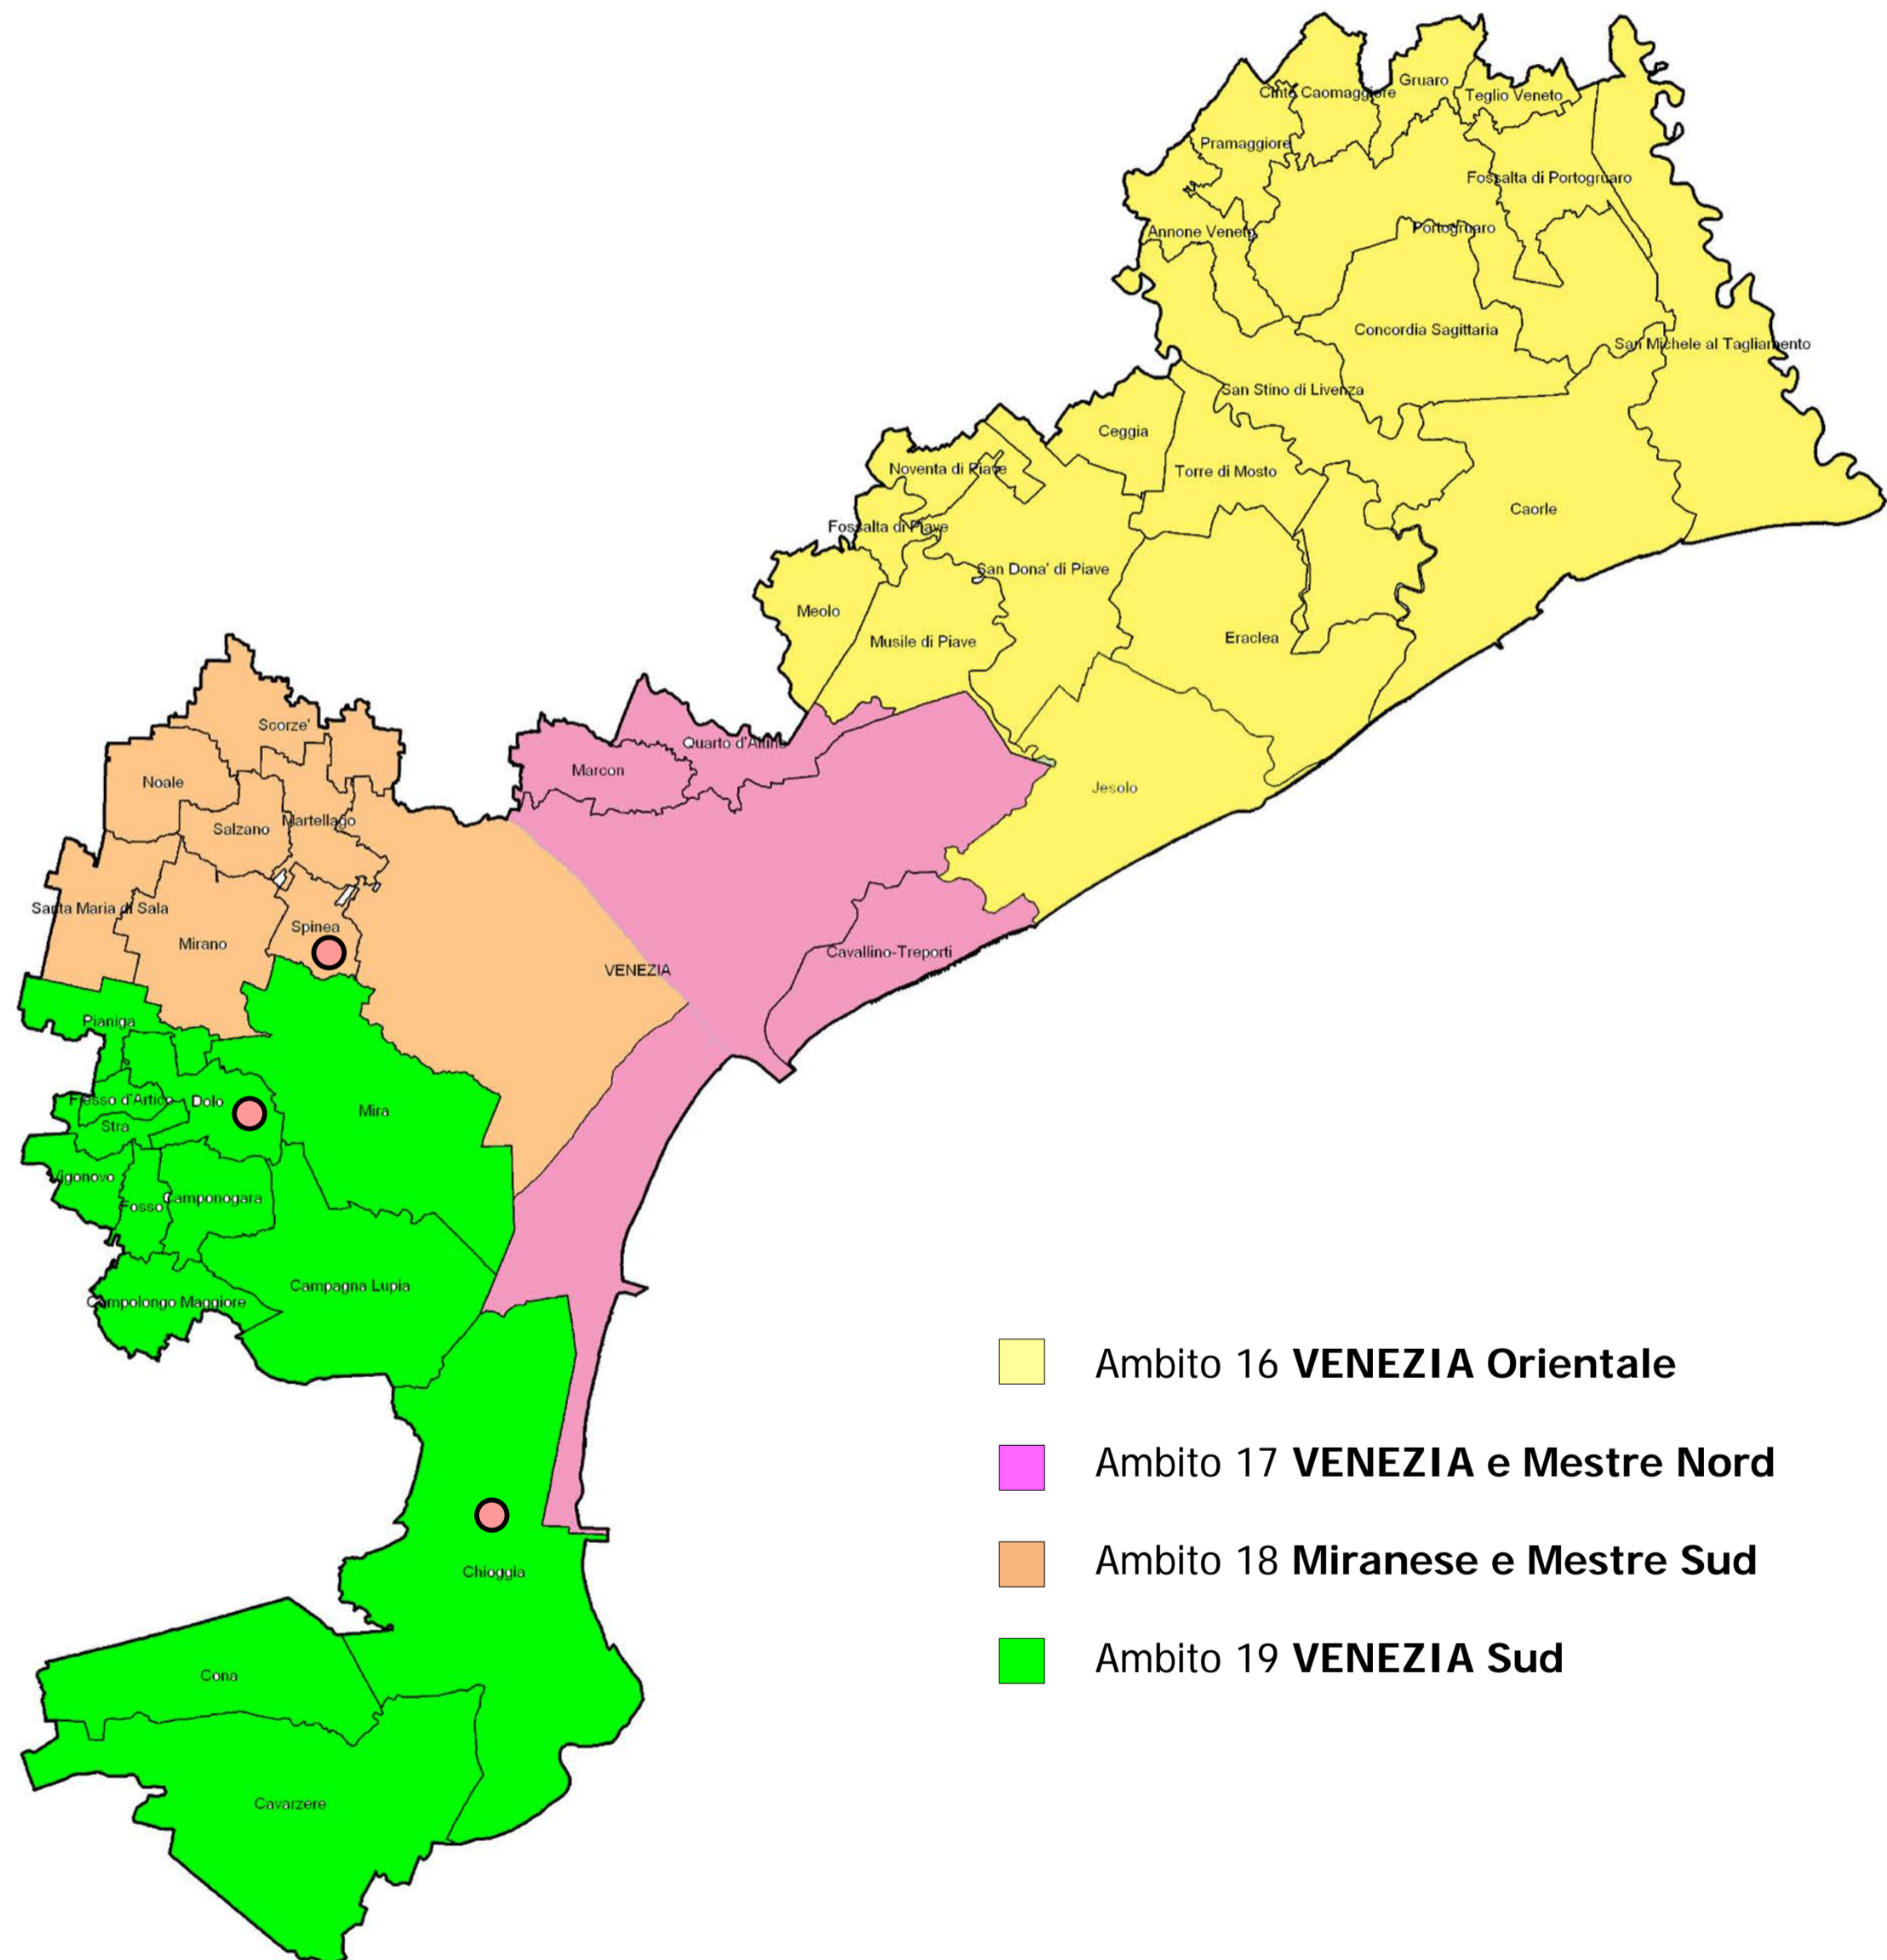 Gruaro
Cinto Caomaggiore
Teglio Veneto
Pramaggiore
Fossalta di Portogruaro
Portogruaro
Annone Veneto
Concordia Sagittaria
San Michele al Tagliamento
San Stino di Livenza
Ceggia
Noventa di Piave
Torre di Mosto
Caorle
Fossalta di Piave
San Dona' di Piave
Meolo
Musile di Piave
Eraclea
Scorze'
Quarto d'Altino
Marcon
Noale
Jesolo
Martellago
Salzano
Santa Maria di Sala
Spinea
Mirano
Cavallino-Treporti
VENEZIA
Pianiga
Fiesso d'Artico
Dolo
Mira
Stra
Vigonovo
Camponogara
Fosso'
Campagna Lupia
Campolongo Maggiore
Ambito 16 VENEZIA Orientale
Ambito 17 VENEZIA e Mestre Nord
Ambito 18 Miranese e Mestre Sud
Chioggia
Ambito 19 VENEZIA Sud
Cona
Cavarzere